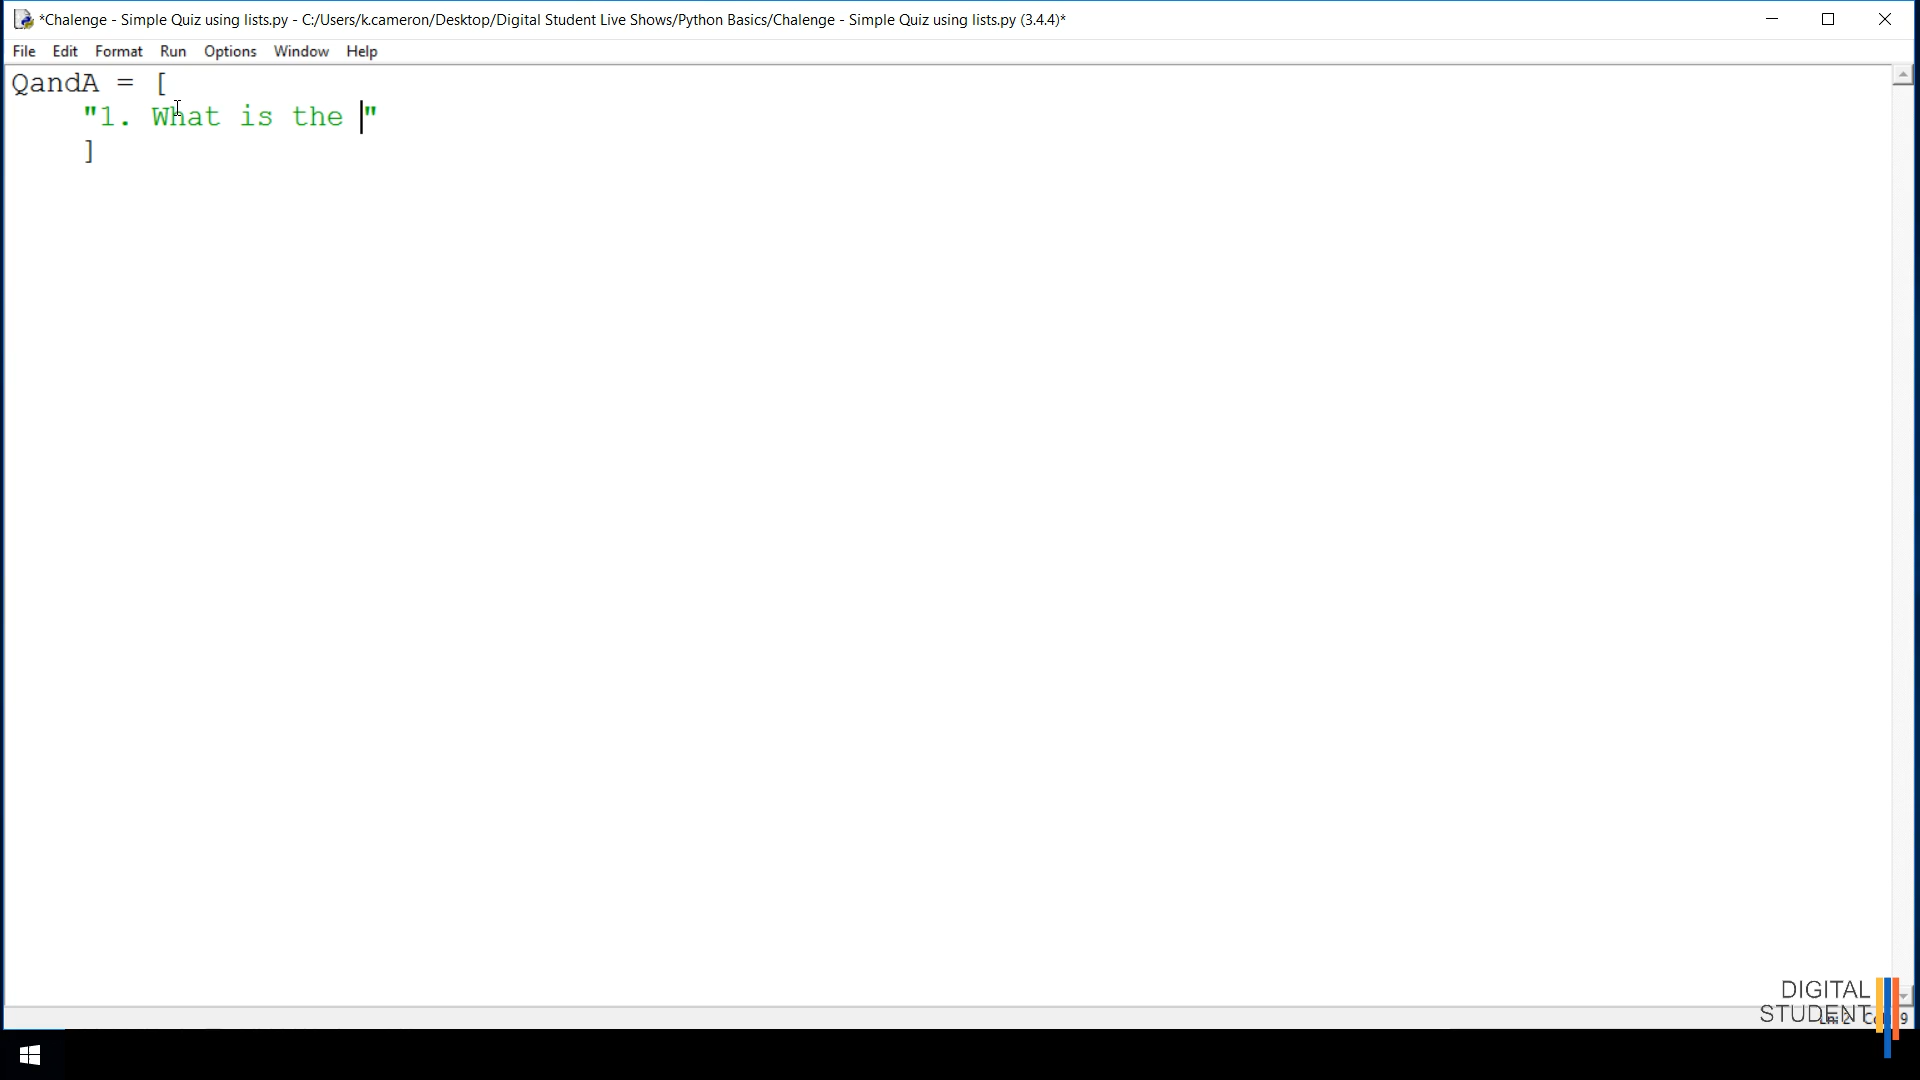 *Chalenge - Simple Quiz using lists.py - C:/Users/k.cameron/Desktop/Digital Student Live Shows/Python Basics/Chalenge - Simple Quiz using lists.py (3.4.4)*
File Edit Format Run Options Window Help
QandA = [
"1. What is the "
]
DIGITAL
STUDENT